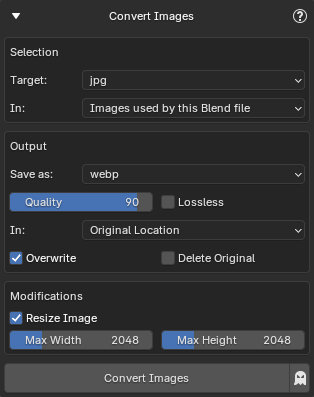 Convert Images
?
Selection
Target: jpg
In: Images used by this Blend file
Output
Save as: webp
Quality 90 Lossless
In: Original Location
Overwrite Delete Original
Modifications
Resize Image
Max Width 2048 Max Height 2048
Convert Images